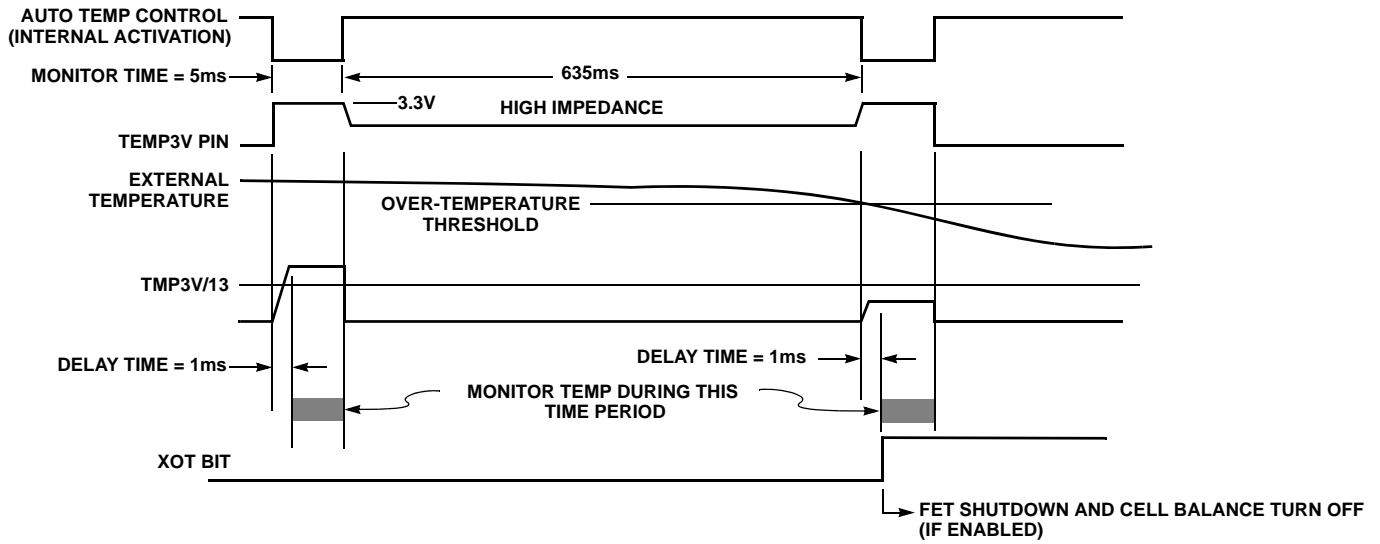 AUTO TEMP CONTROL
(INTERNAL ACTIVATION)
MONITOR TIME = 5ms
635ms
3.3V
HIGH IMPEDANCE
TEMP3V PIN
EXTERNAL
TEMPERATURE
OVER-TEMPERATURE
THRESHOLD
TMP3V/13
DELAY TIME = 1ms
DELAY TIME = 1ms
MONITOR TEMP DURING THIS
TIME PERIOD
XOT BIT
FET SHUTDOWN AND CELL BALANCE TURN OFF
(IF ENABLED)